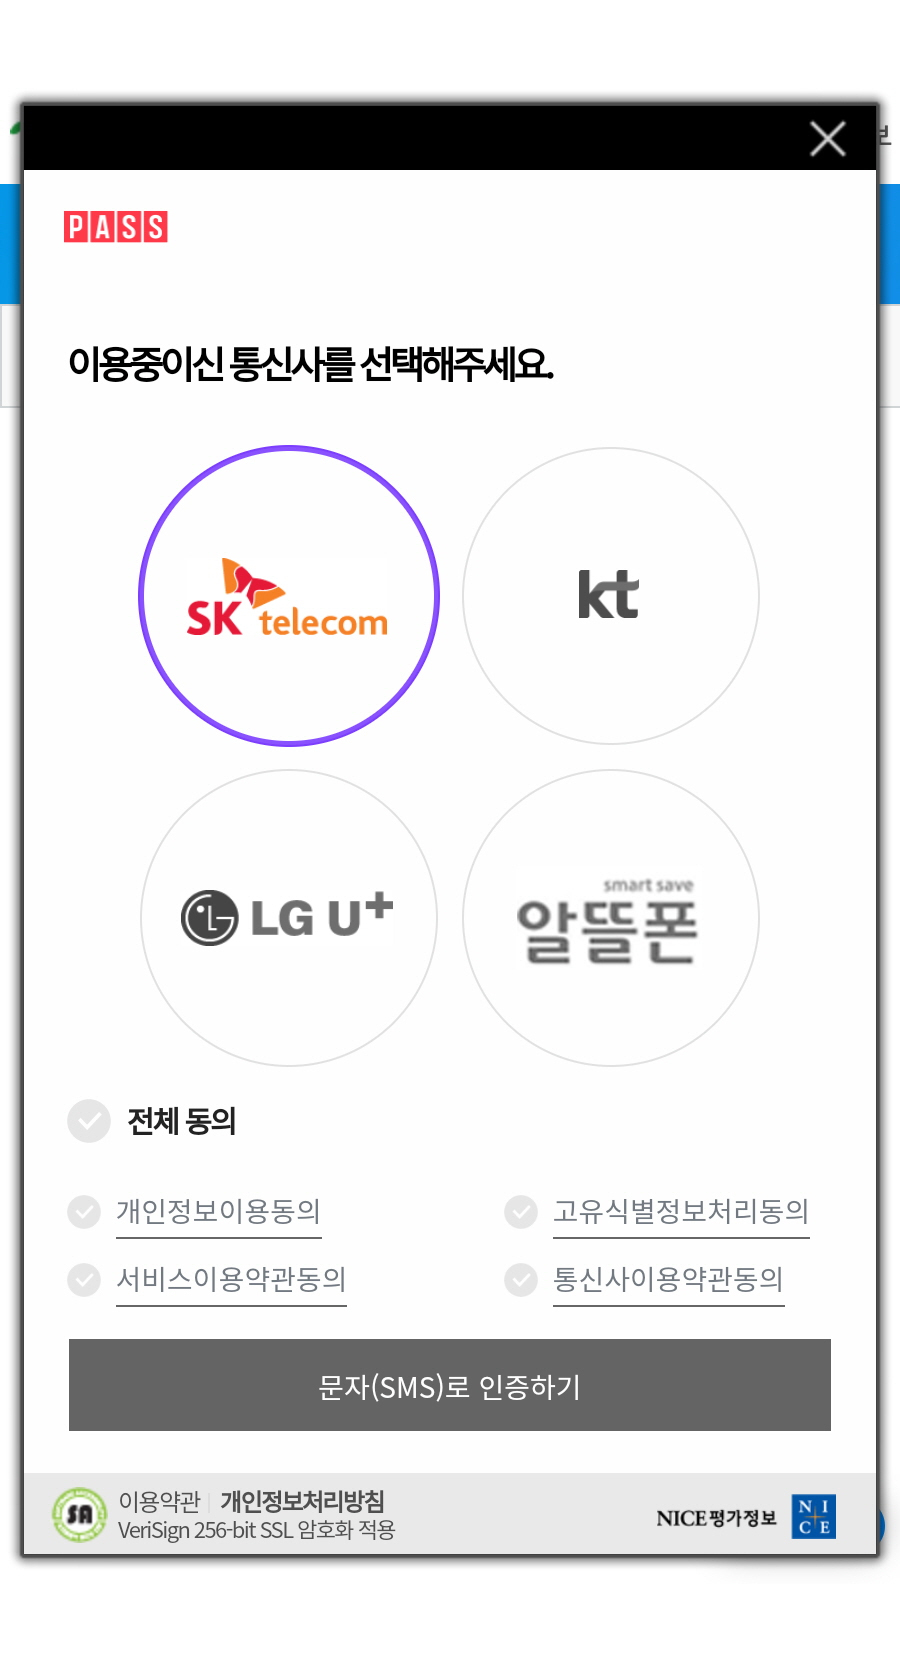 보
PASS
이용중이신 통신사를 선택해주세요.
SK telecom
kt
LG U+
smart save
알뜰폰
전체 동의
개인정보이용동의
고유식별정보처리동의
서비스이용약관동의
통신사이용약관동의
문자(SMS)로 인증하기
SA
이용약관 | 개인정보처리방침
VeriSign 256-bit SSL 암호화 적용
NICE평가정보
NICE